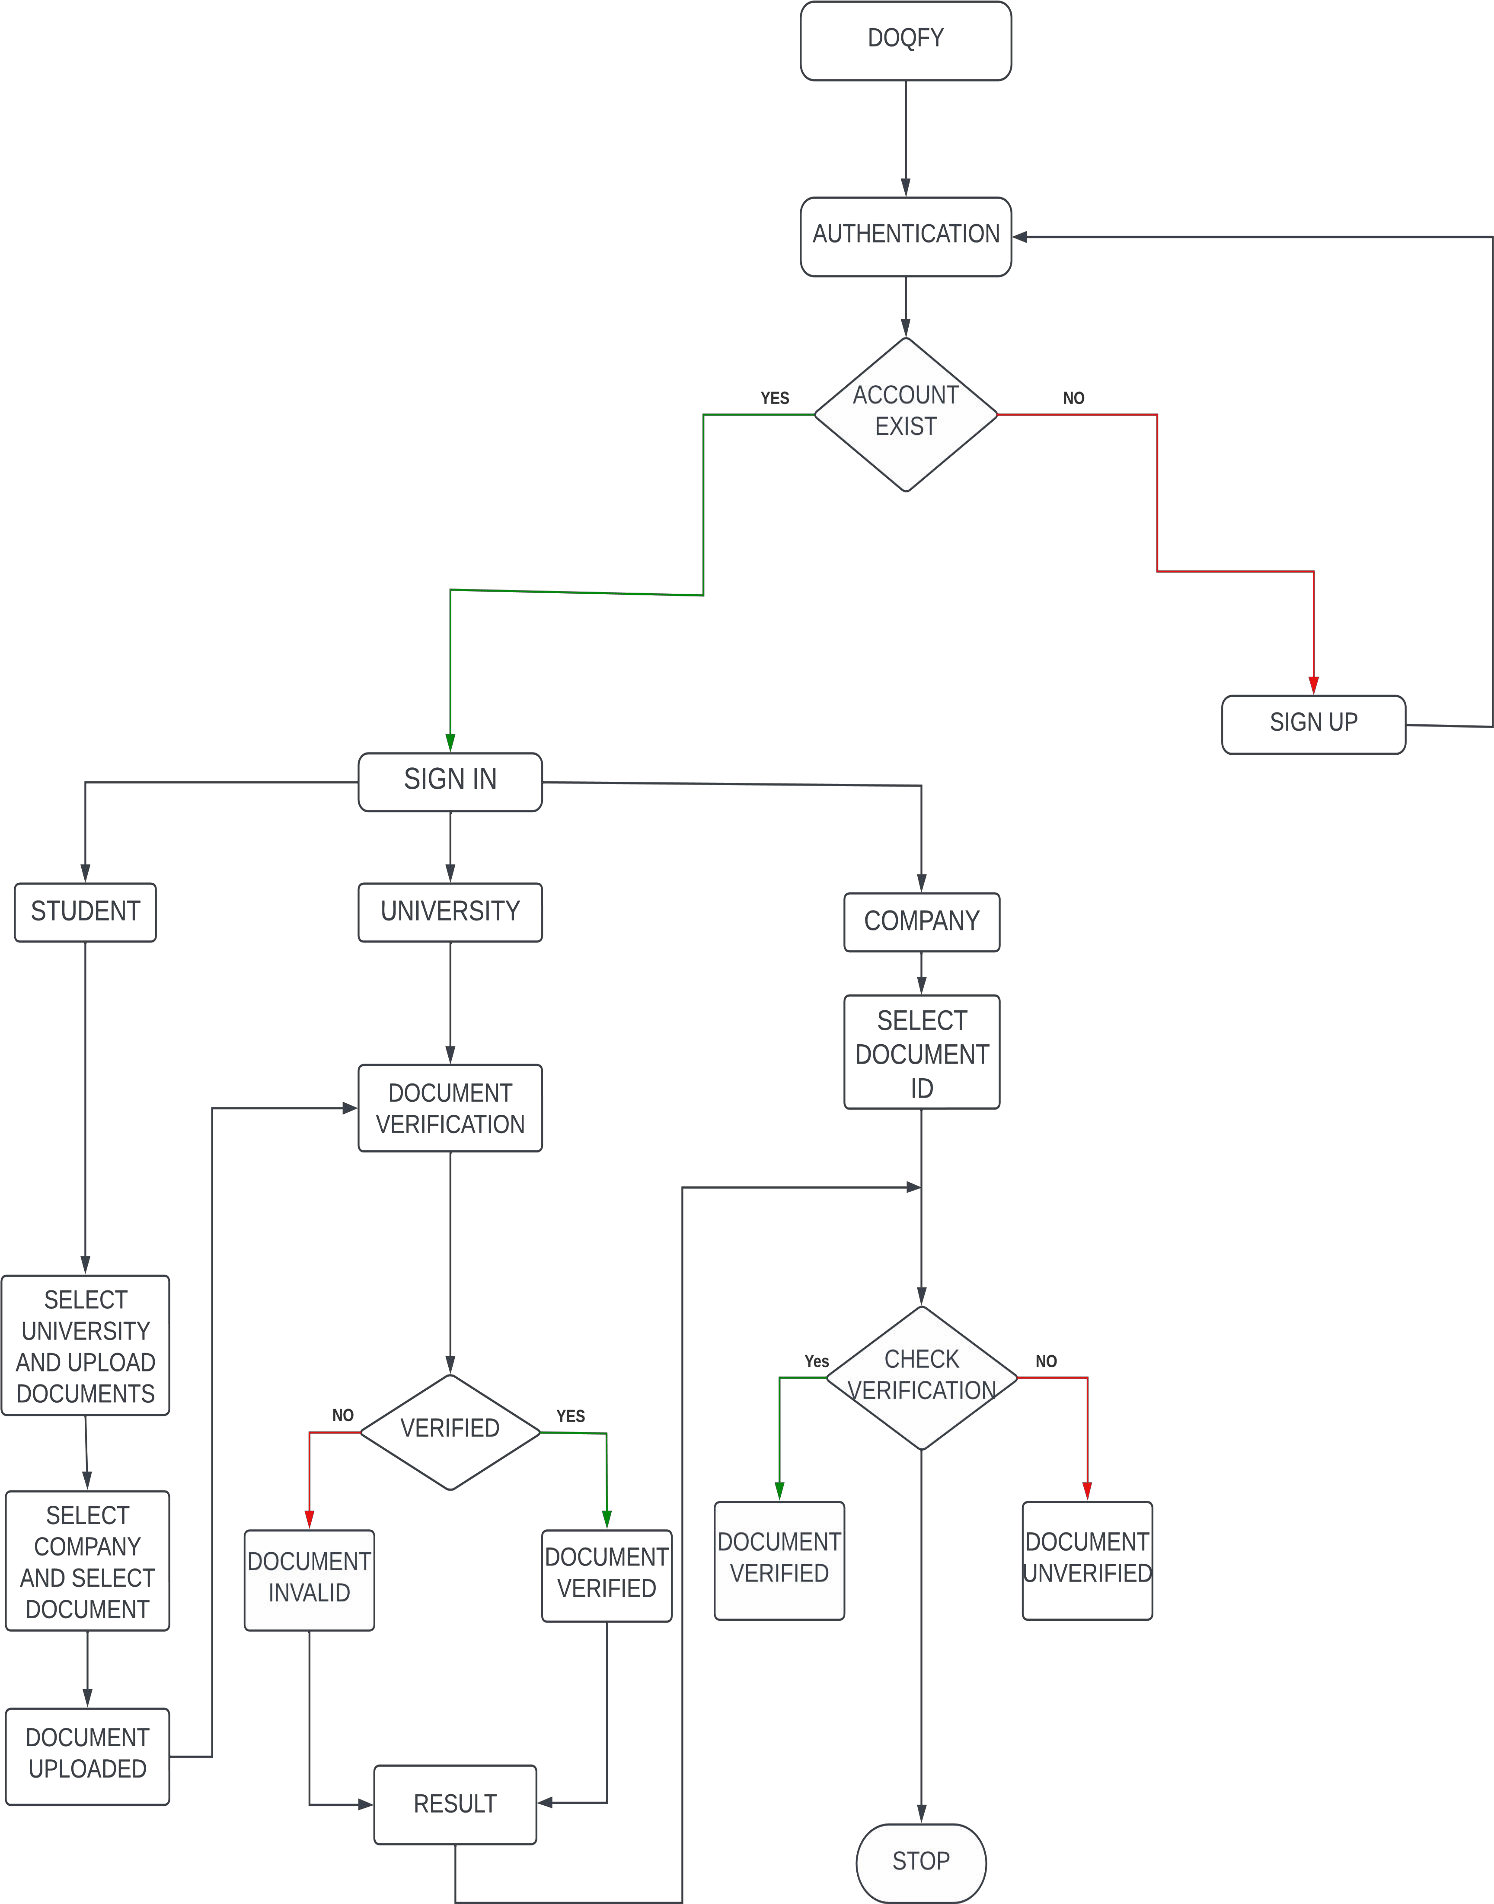 DOQFY
AUTHENTICATION
YES
ACCOUNT
EXIST
NO
SIGN UP
SIGN IN
STUDENT
UNIVERSITY
COMPANY
SELECT
DOCUMENT
ID
DOCUMENT
VERIFICATION
SELECT
UNIVERSITY
AND UPLOAD
DOCUMENTS
NO
VERIFIED
YES
Yes
CHECK
VERIFICATION
NO
SELECT
COMPANY
AND SELECT
DOCUMENT
DOCUMENT
INVALID
DOCUMENT
VERIFIED
DOCUMENT
VERIFIED
DOCUMENT
UNVERIFIED
DOCUMENT
UPLOADED
RESULT
STOP